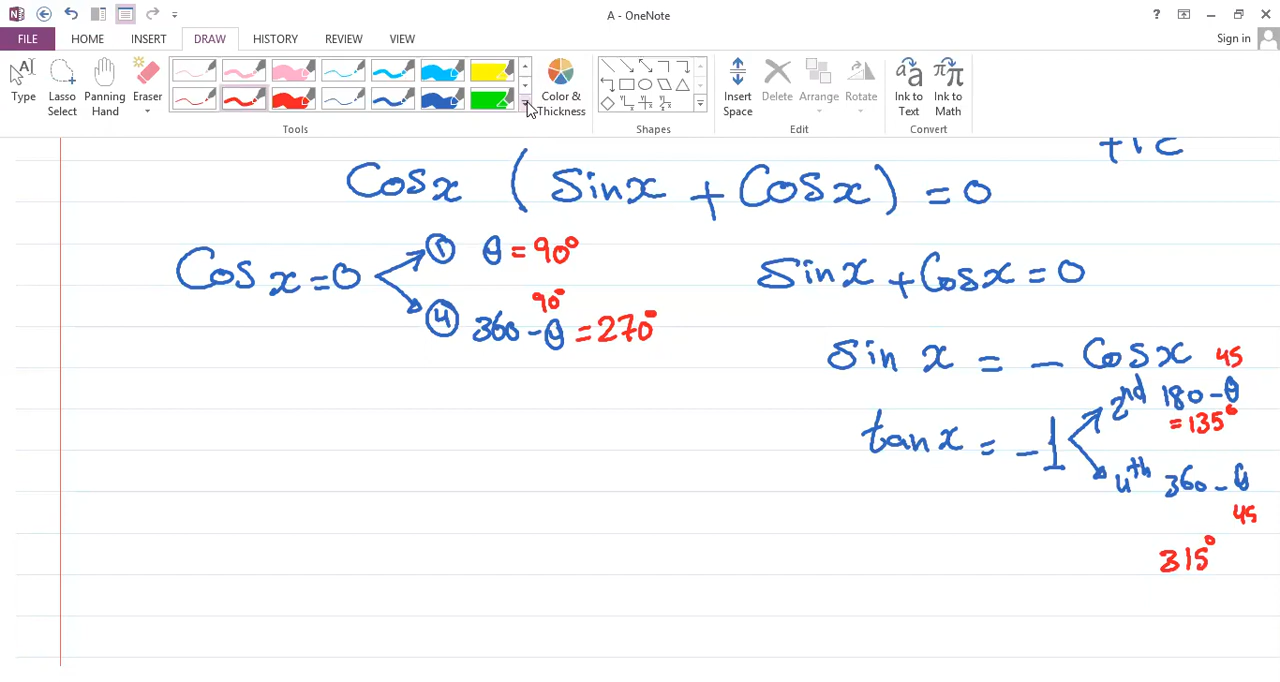 A - OneNote
Sign in
FILE HOME INSERT DRAW HISTORY REVIEW VIEW
Type
Lasso Select
Panning Hand
Eraser
Color & Thickness
Insert Space
Delete
Arrange
Rotate
Ink to Text
Ink to Math
Tools
Shapes
Edit
Convert
Cosx ( Sinx + Cosx ) = 0
Cos x = 0
① θ = 90°
90°
④ 360 - θ = 270°
Sinx + Cosx = 0
Sin x = - Cosx
45
tanx = -1
2nd 180 - θ
= 135°
4th 360 - θ
45
315°